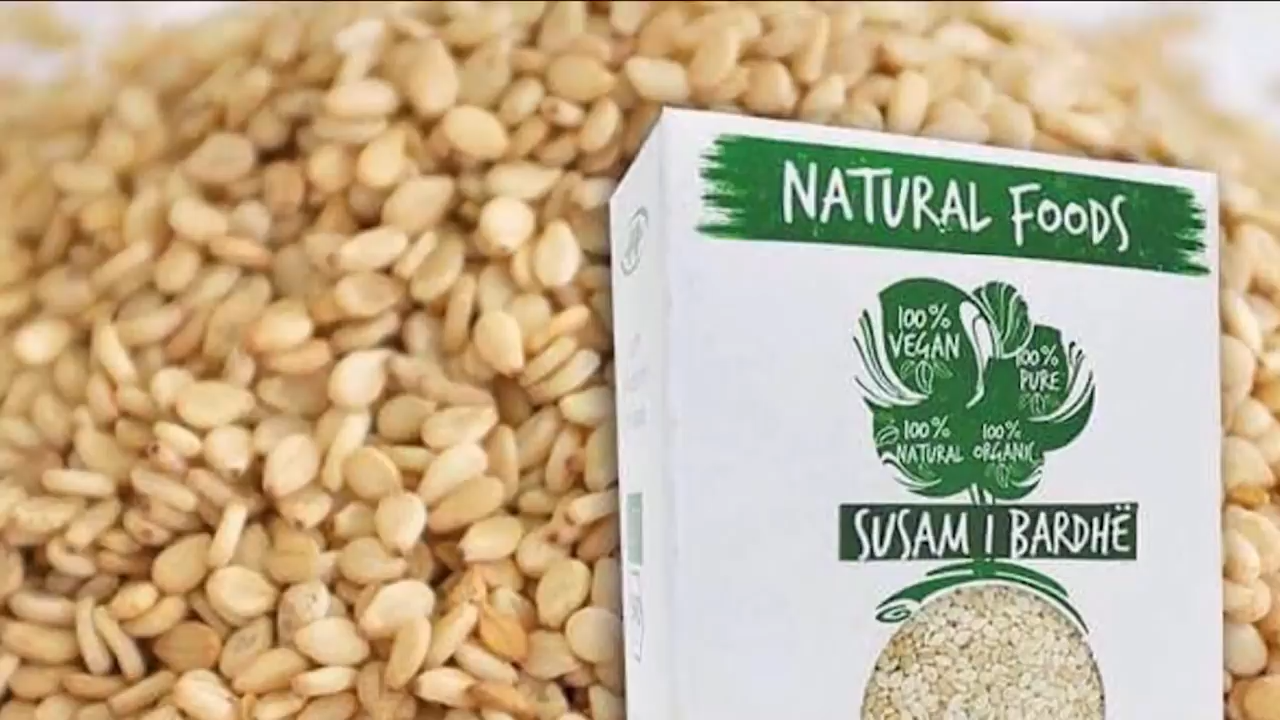 NATURAL FOODS
100%
VEGAN
100%
PURE
100%
NATURAL
100%
ORGANIC
SUSAM I BARDHË